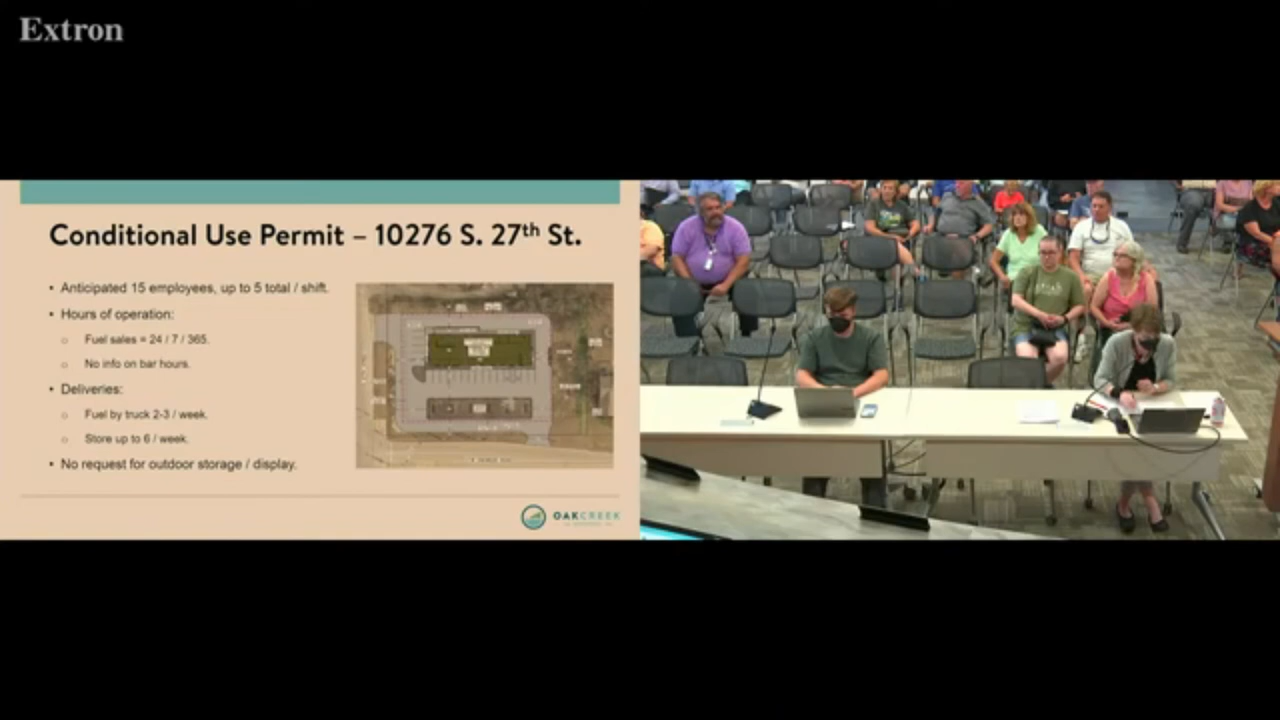 Extron
Conditional Use Permit – 10276 S. 27th St.
• Anticipated 15 employees, up to 5 total / shift.
• Hours of operation:
o Fuel sales = 24 / 7 / 365.
o No info on bar hours.
• Deliveries:
o Fuel by truck 2-3 / week.
o Store up to 6 / week.
• No request for outdoor storage / display.
OAKCREEK